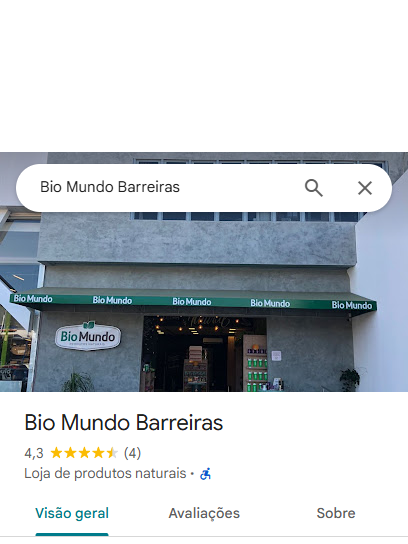 Bio Mundo Barreiras
Bio Mundo Bio Mundo Bio Mundo Bio Mundo Bio Mundo
Bio Mundo
Bio Mundo Barreiras
4,3 (4)
Loja de produtos naturais ·
Visão geral Avaliações Sobre